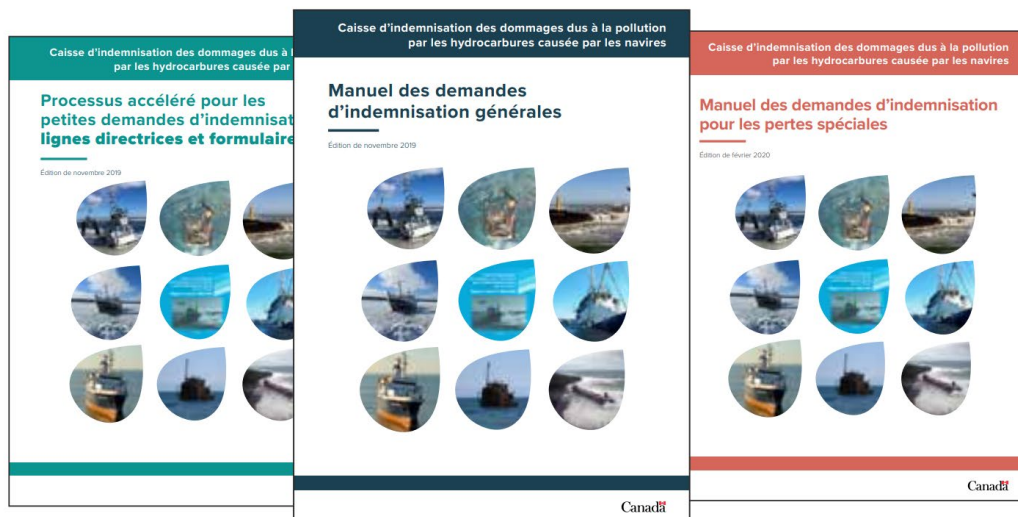 Caisse d'indemnisation des dommages dus à
par les hydrocarbures causée par
Processus accéléré pour les
petites demandes d'indemnisat
lignes directrices et formulaire
Édition de novembre 2019
Caisse d'indemnisation des dommages dus à la pollution
par les hydrocarbures causée par les navires
Manuel des demandes
d'indemnisation générales
Édition de novembre 2019
Canada
Caisse d'indemnisation des dommages dus à la pollution
par les hydrocarbures causée par les navires
Manuel des demandes d'indemnisation
pour les pertes spéciales
Édition de février 2020
Canada